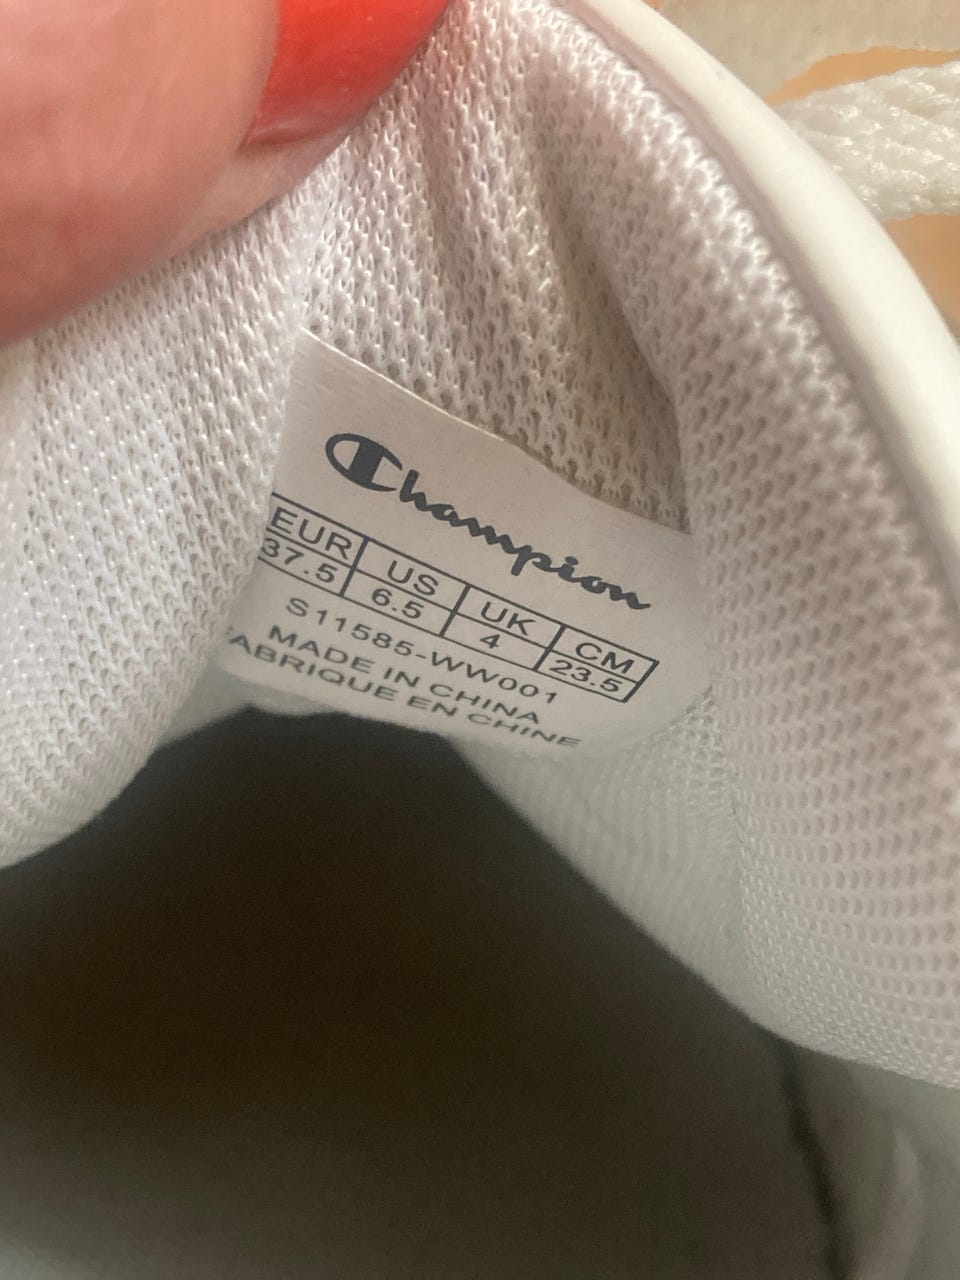 Champion
EUR US UK CM
37.5 6.5 4 23.5
S11585-WW001
MADE IN CHINA
FABRIQUE EN CHINE